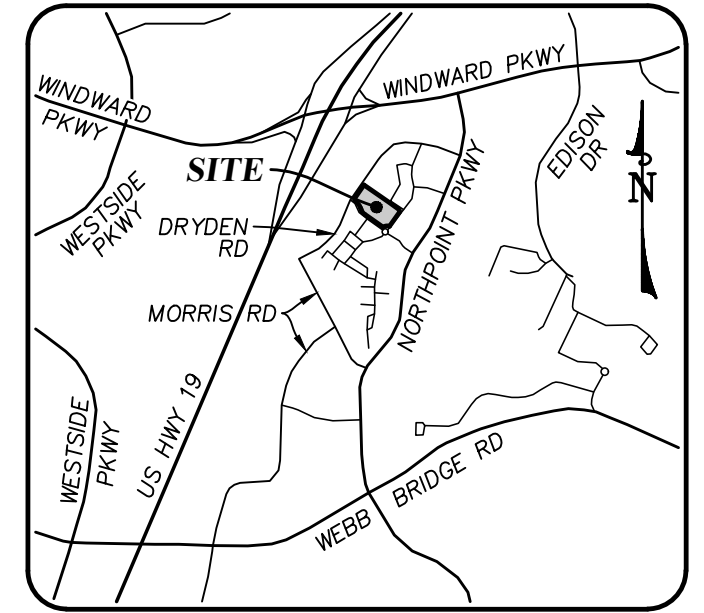 WINDWARD
PKWY
WINDWARD PKWY
EDISON
DR
SITE
N
WESTSIDE
PKWY
DRYDEN
RD
NORTHPOINT PKWY
MORRIS RD
US HWY 19
WESTSIDE
PKWY
WEBB BRIDGE RD